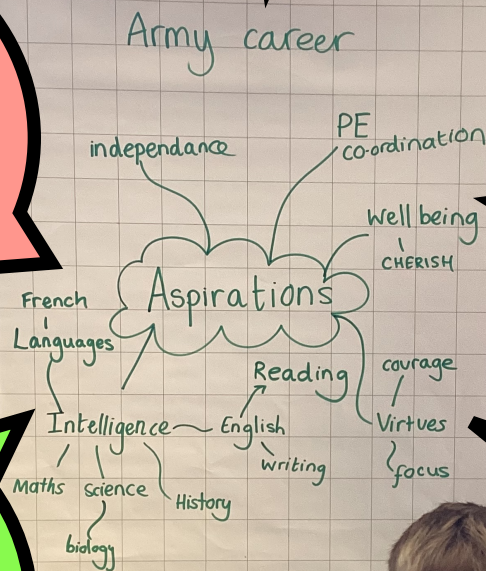 Army career
PE
co-ordination
independance
Well being
CHERISH
Aspirations
French
Languages
Reading
courage
Intelligence
English
Virtues
writing
focus
Maths
science
History
biology